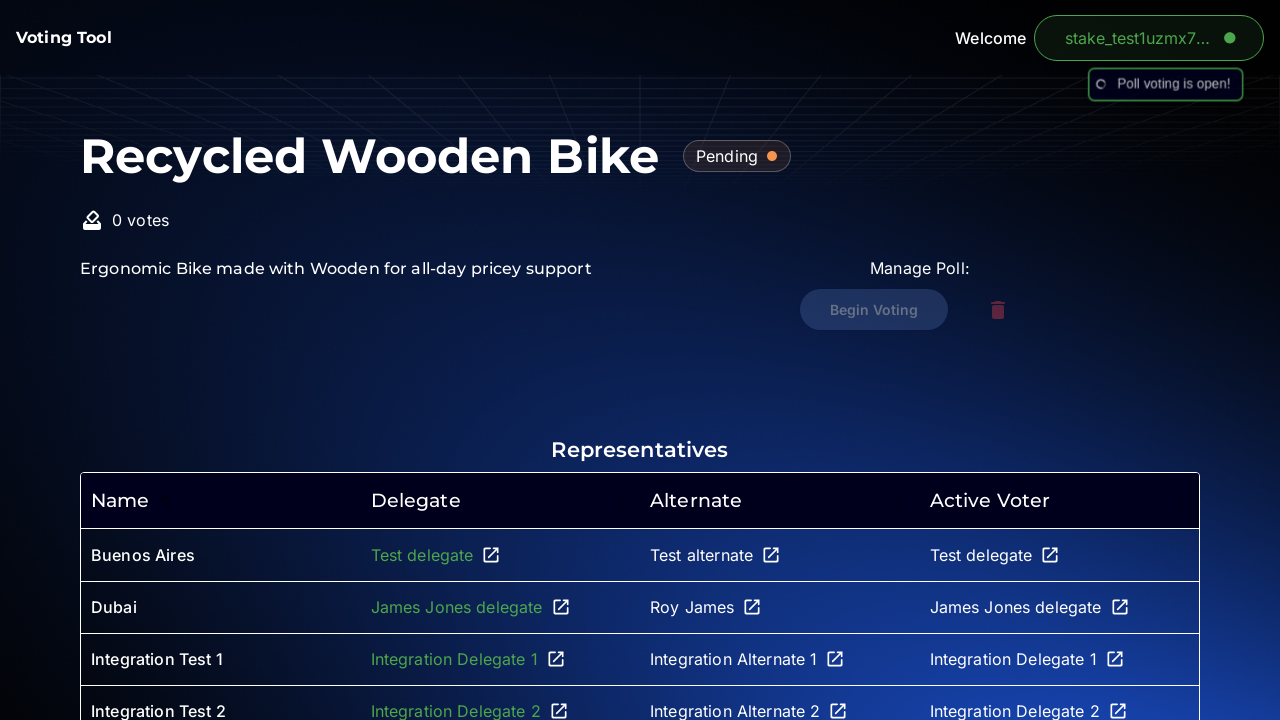 Voting Tool
Welcome
stake_test1uzmx7...
Poll voting is open!
Recycled Wooden Bike
Pending
0 votes
Ergonomic Bike made with Wooden for all-day pricey support
Manage Poll:
Begin Voting
Representatives
Name Delegate Alternate Active Voter
Buenos Aires Test delegate Test alternate Test delegate
Dubai James Jones delegate Roy James James Jones delegate
Integration Test 1 Integration Delegate 1 Integration Alternate 1 Integration Delegate 1
Integration Test 2 Integration Delegate 2 Integration Alternate 2 Integration Delegate 2